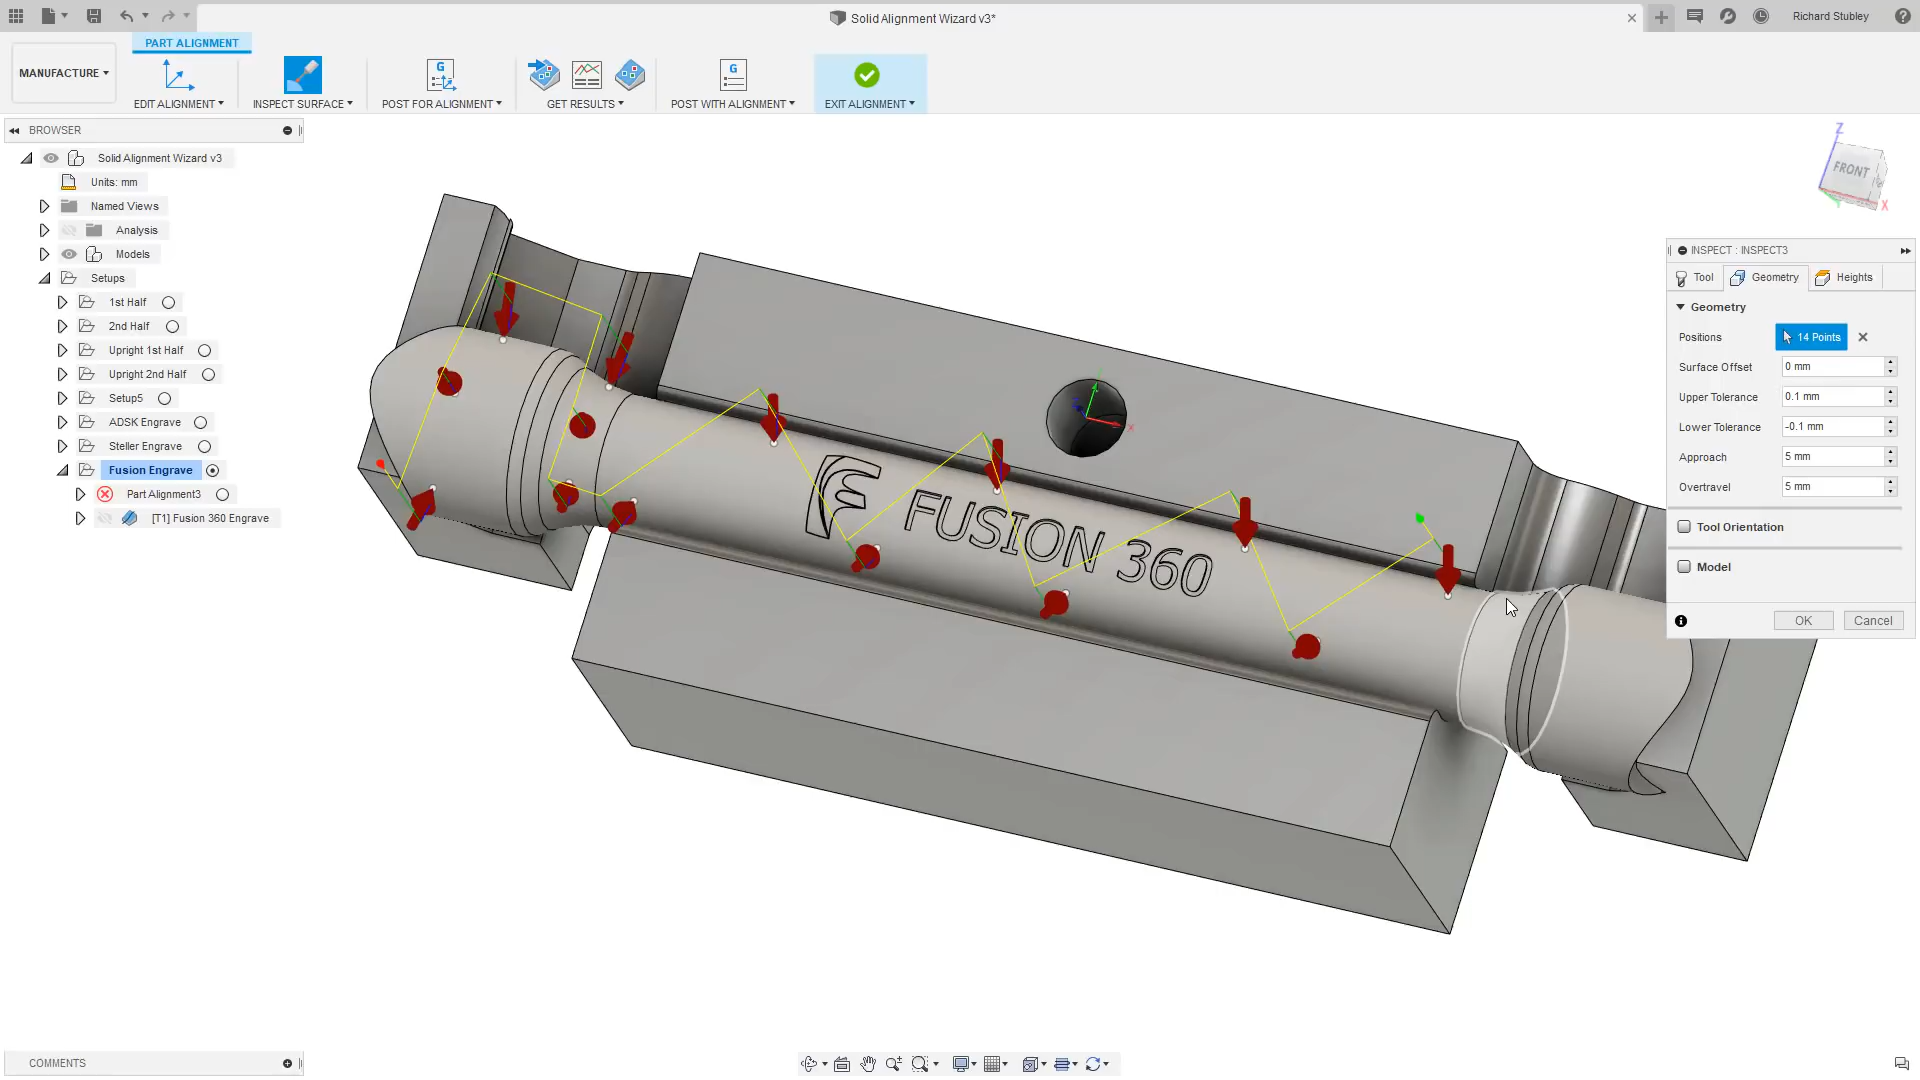 Solid Alignment Wizard v3*
Richard Stubley
MANUFACTURE
PART ALIGNMENT
EDIT ALIGNMENT
INSPECT SURFACE
POST FOR ALIGNMENT
GET RESULTS
POST WITH ALIGNMENT
EXIT ALIGNMENT
BROWSER
Solid Alignment Wizard v3
Units: mm
Named Views
Analysis
Models
Setups
1st Half
2nd Half
Upright 1st Half
Upright 2nd Half
Setup5
ADSK Engrave
Steller Engrave
Fusion Engrave
Part Alignment3
[T1] Fusion 360 Engrave
FUSION 360
Z
FRONT
X
INSPECT : INSPECT3
Tool
Geometry
Heights
Geometry
Positions
14 Points
Surface Offset
0 mm
Upper Tolerance
0.1 mm
Lower Tolerance
-0.1 mm
Approach
5 mm
Overtravel
5 mm
Tool Orientation
Model
OK
Cancel
COMMENTS